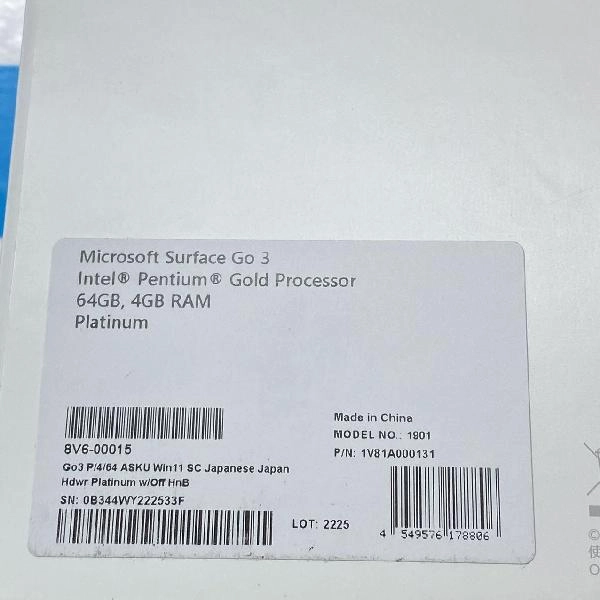 Microsoft Surface Go 3
Intel® Pentium® Gold Processor
64GB, 4GB RAM
Platinum
8V6-00015
Go3 P/4/64 ASKU Win11 SC Japanese Japan
Hdwr Platinum w/Off HnB
SN: 0B344WY222533F
Made in China
MODEL NO.: 1901
P/N: 1V81A000131
LOT: 2225
4 549576 178806
©
使